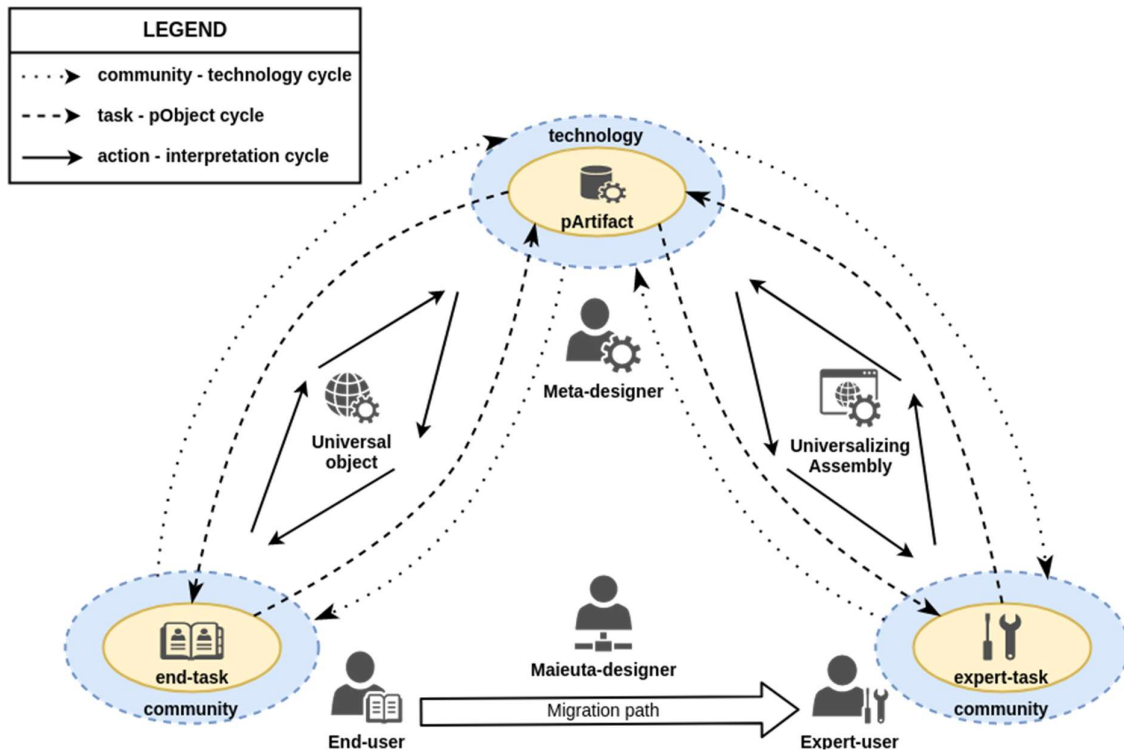 LEGEND
community - technology cycle
task - pObject cycle
action - interpretation cycle
technology
pArtifact
Meta-designer
Universal
object
Universalizing
Assembly
end-task
community
End-user
Maieuta-designer
Migration path
Expert-user
expert-task
community